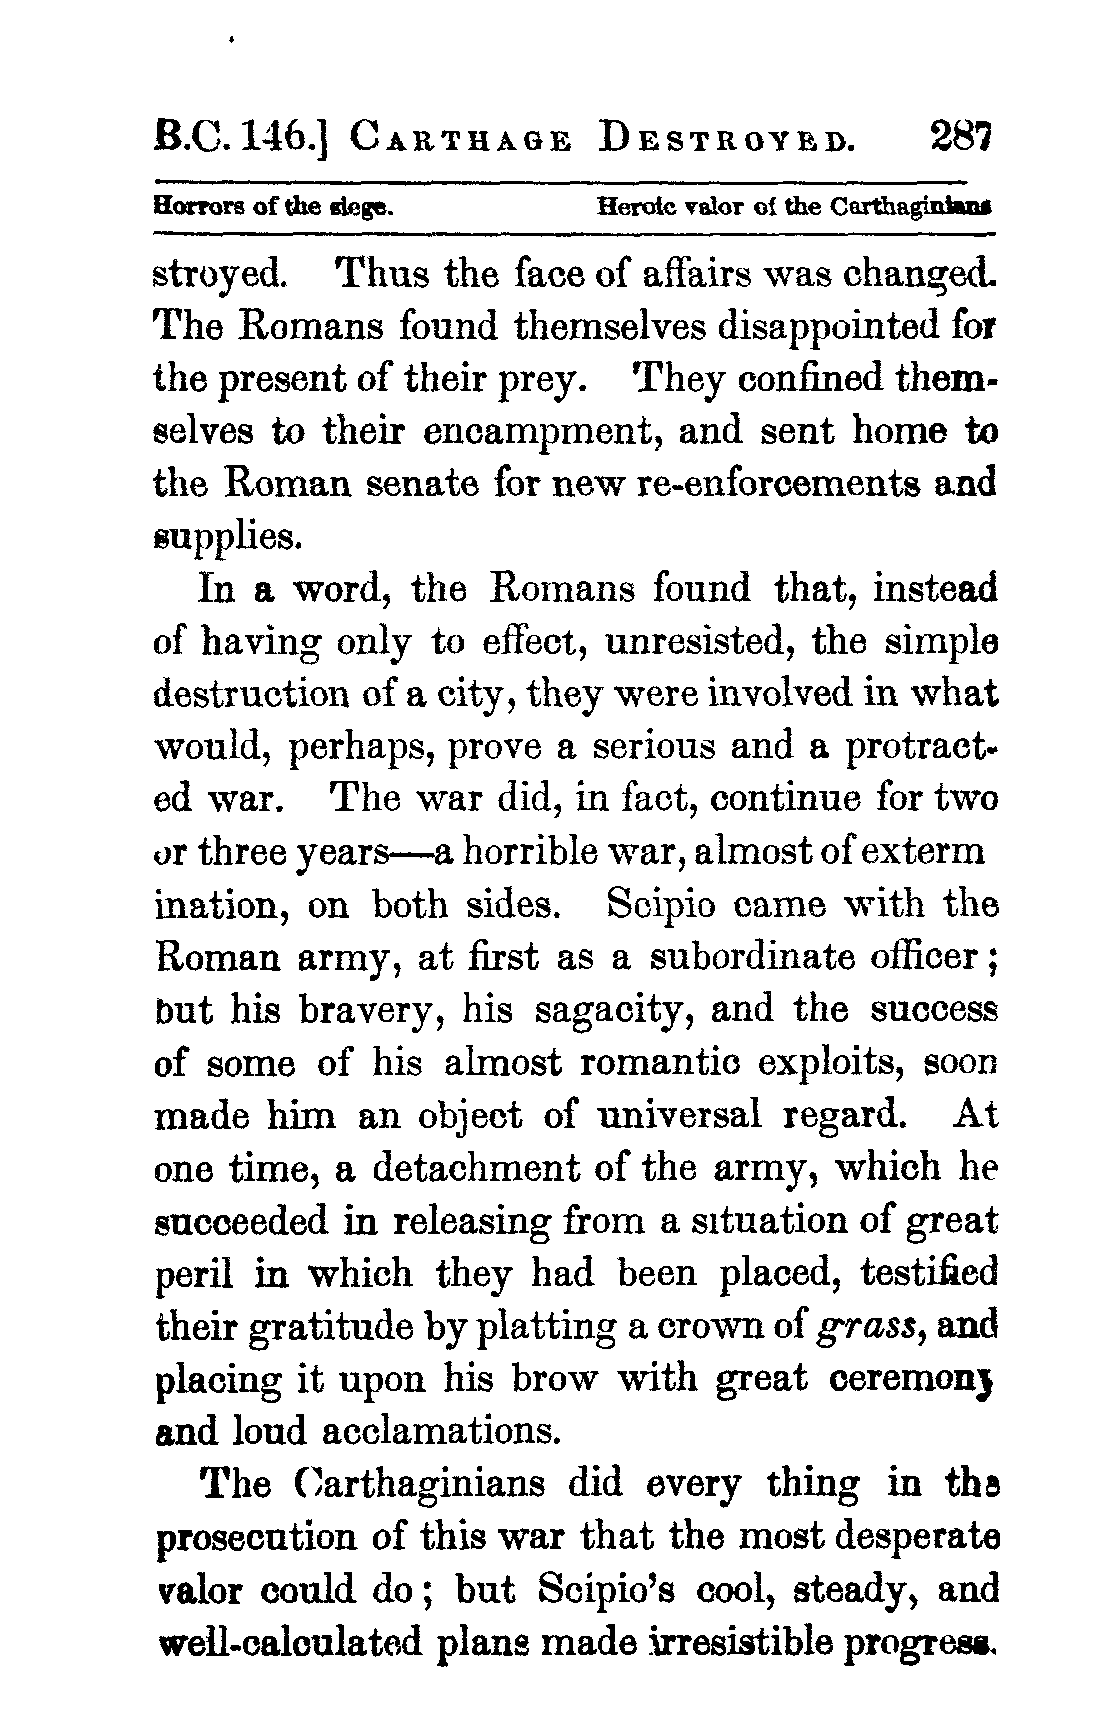 B.C. 146.] CARTHAGE DESTROYED. 287
Horrors of the siege. Heroic valor of the Carthaginians
stroyed. Thus the face of affairs was changed.
The Romans found themselves disappointed for
the present of their prey. They confined them-
selves to their encampment, and sent home to
the Roman senate for new re-enforcements and
supplies.
In a word, the Romans found that, instead
of having only to effect, unresisted, the simple
destruction of a city, they were involved in what
would, perhaps, prove a serious and a protract-
ed war. The war did, in fact, continue for two
or three years—a horrible war, almost of exterm
ination, on both sides. Scipio came with the
Roman army, at first as a subordinate officer;
but his bravery, his sagacity, and the success
of some of his almost romantic exploits, soon
made him an object of universal regard. At
one time, a detachment of the army, which he
succeeded in releasing from a situation of great
peril in which they had been placed, testified
their gratitude by platting a crown of grass, and
placing it upon his brow with great ceremony
and loud acclamations.
The Carthaginians did every thing in the
prosecution of this war that the most desperate
valor could do; but Scipio's cool, steady, and
well-calculated plans made irresistible progress.